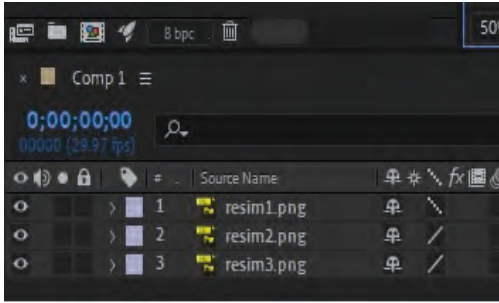 8 bpc
50
Comp 1
0;00;00;00
00000 (29.97 fps)
# Source Name fx
1 resim1.png
2 resim2.png
3 resim3.png